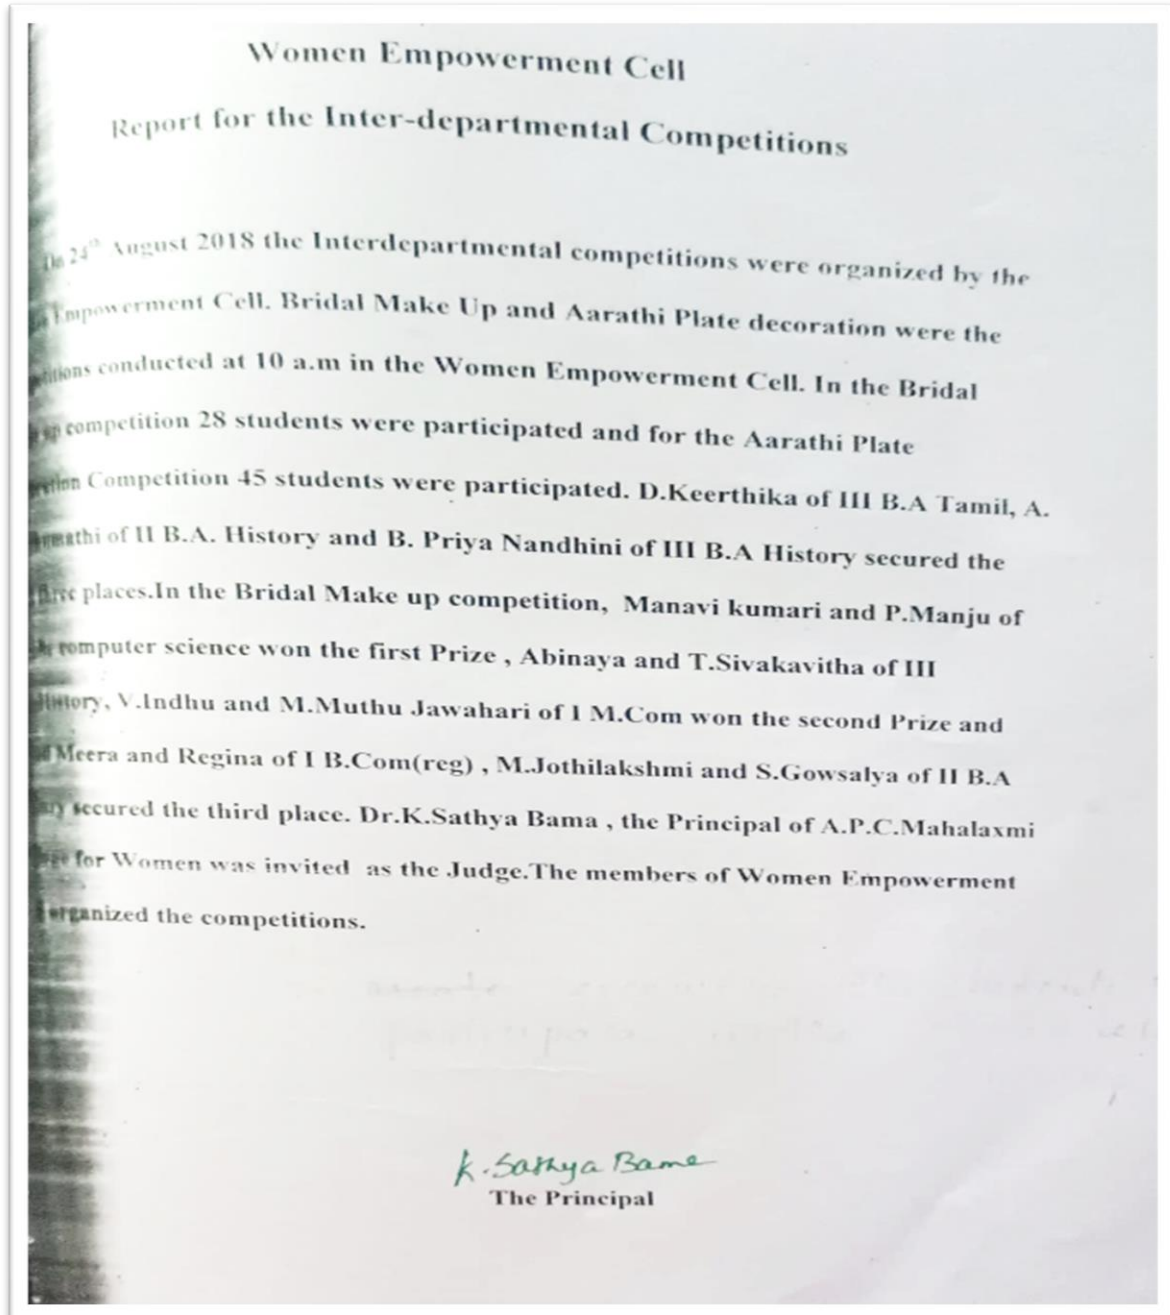 Women Empowerment Cell
Report for the Inter-departmental Competitions
On 24th August 2018 the Interdepartmental competitions were organized by the
Empowerment Cell. Bridal Make Up and Aarathi Plate decoration were the
conducted at 10 a.m in the Women Empowerment Cell. In the Bridal
up competition 28 students were participated and for the Aarathi Plate
Competition 45 students were participated. D.Keerthika of III B.A Tamil, A.
of II B.A. History and B. Priya Nandhini of III B.A History secured the
places.In the Bridal Make up competition, Manavi kumari and P.Manju of
computer science won the first Prize , Abinaya and T.Sivakavitha of III
History, V.Indhu and M.Muthu Jawahari of I M.Com won the second Prize and
Meera and Regina of I B.Com(reg) , M.Jothilakshmi and S.Gowsalya of II B.A
secured the third place. Dr.K.Sathya Bama , the Principal of A.P.C.Mahalaxmi
for Women was invited as the Judge.The members of Women Empowerment
organized the competitions.
K. Sathya Bama
The Principal